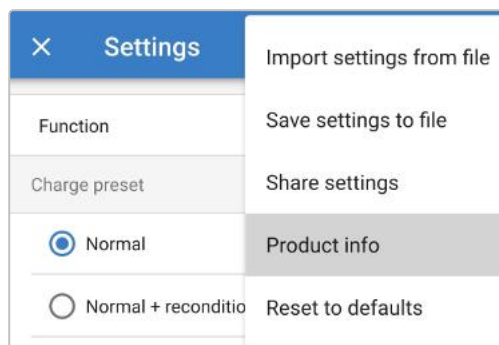 Settings
Function
Charge preset
Normal
Normal + reconditio
Import settings from file
Save settings to file
Share settings
Product info
Reset to defaults